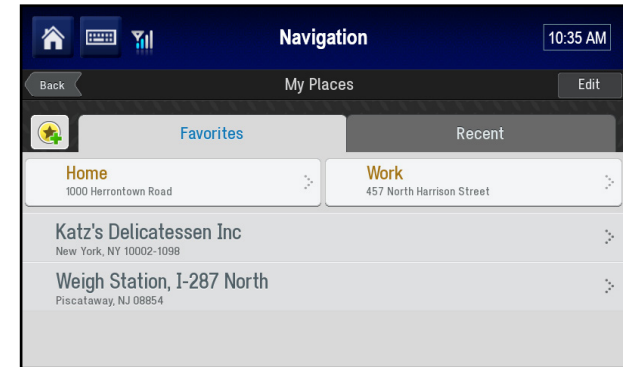 Navigation
10:35 AM
Back
My Places
Edit
Favorites
Recent
Home
1000 Herrontown Road
Work
457 North Harrison Street
Katz's Delicatessen Inc
New York, NY 10002-1098
Weigh Station, I-287 North
Piscataway, NJ 08854